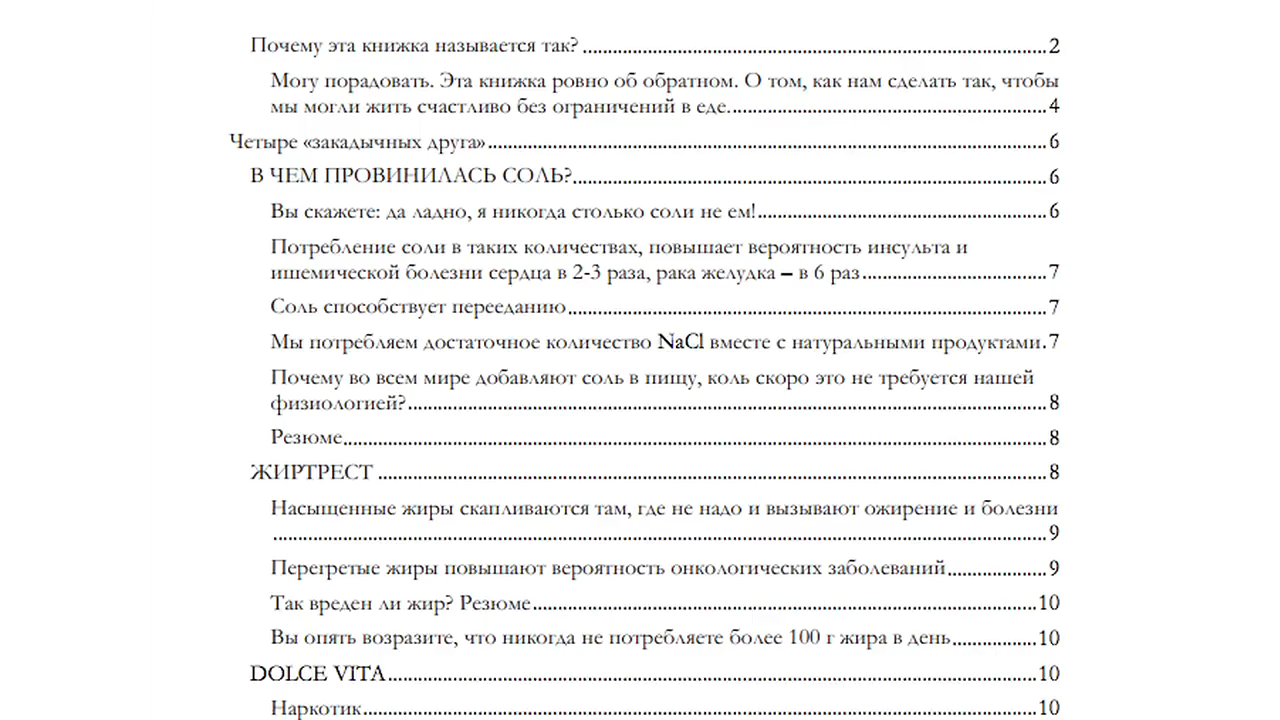 Почему эта книжка называется так? ........................................ 2
Могу порадовать. Эта книжка ровно об обратном. О том, как нам сделать так, чтобы
мы могли жить счастливо без ограничений в еде. ........................................ 4
Четыре «закадычных друга» ........................................ 6
В ЧЕМ ПРОВИНИЛАСЬ СОЛЬ? ........................................ 6
Вы скажете: да ладно, я никогда столько соли не ем! ........................................ 6
Потребление соли в таких количествах, повышает вероятность инсульта и
ишемической болезни сердца в 2-3 раза, рака желудка – в 6 раз ........................................ 7
Соль способствует перееданию ........................................ 7
Мы потребляем достаточное количество NaCl вместе с натуральными продуктами. 7
Почему во всем мире добавляют соль в пищу, коль скоро это не требуется нашей
физиологией? ........................................ 8
Резюме ........................................ 8
ЖИРТРЕСТ ........................................ 8
Насыщенные жиры скапливаются там, где не надо и вызывают ожирение и болезни
........................................ 9
Перегретые жиры повышают вероятность онкологических заболеваний ........................................ 9
Так вреден ли жир? Резюме ........................................ 10
Вы опять возразите, что никогда не потребляете более 100 г жира в день ........................................ 10
DOLCE VITA ........................................ 10
Наркотик ........................................ 10